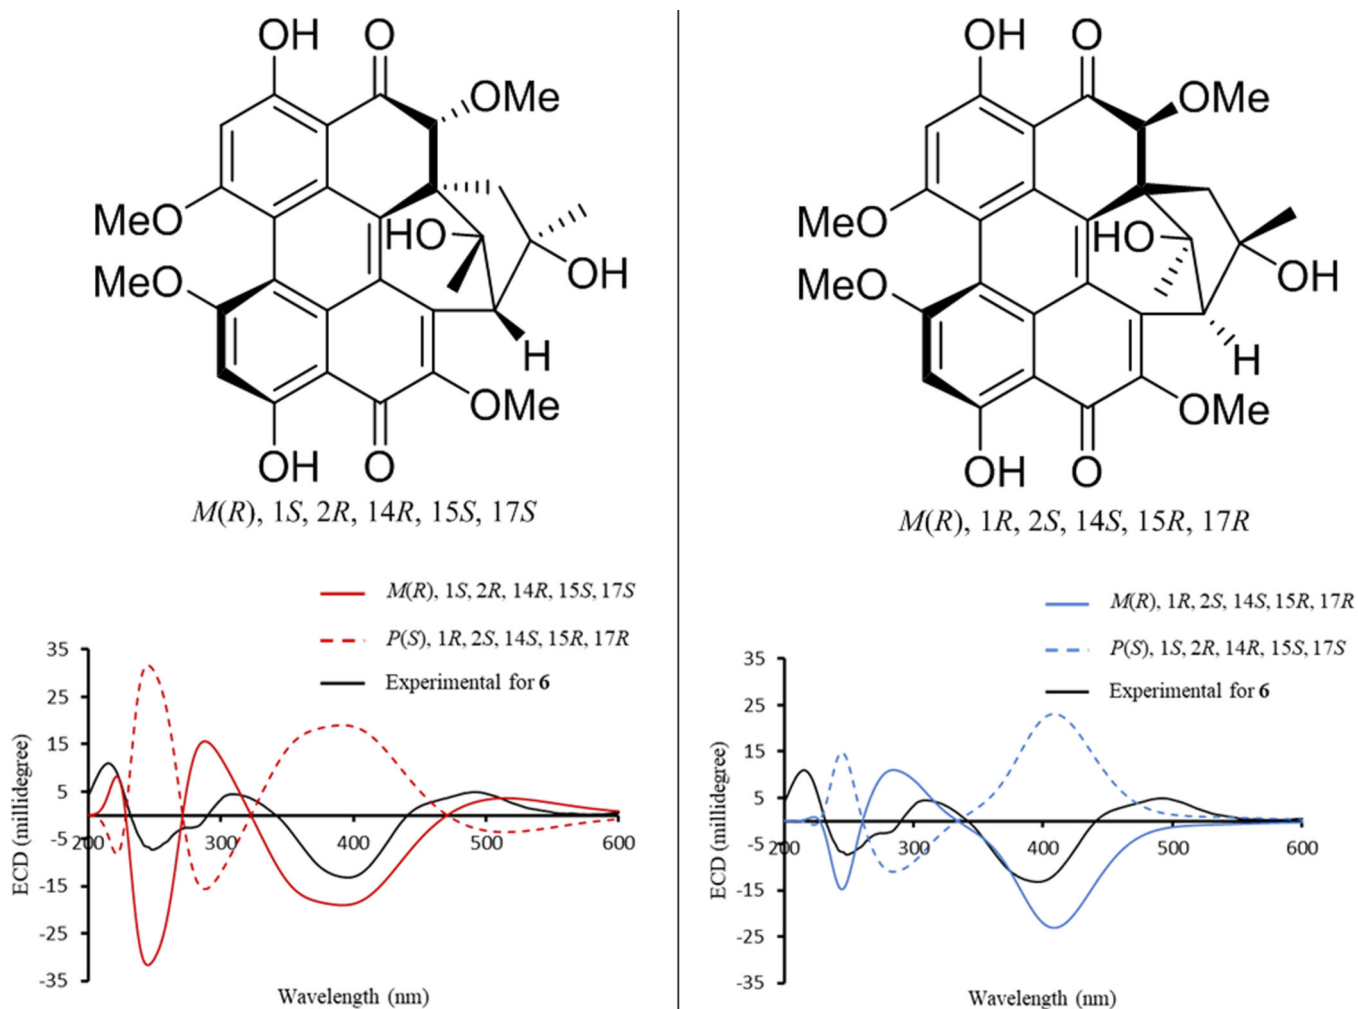 OH O
OMe
MeO
HO
OH
MeO
H
OMe
OH O
M(R), 1S, 2R, 14R, 15S, 17S
M(R), 1S, 2R, 14R, 15S, 17S
P(S), 1R, 2S, 14S, 15R, 17R
Experimental for 6
35
25
15
5
-5
-15
-25
-35
200 300 400 500 600
ECD (millidegree)
Wavelength (nm)
OH O
OMe
MeO
HO
OH
MeO
H
OMe
OH O
M(R), 1R, 2S, 14S, 15R, 17R
M(R), 1R, 2S, 14S, 15R, 17R
P(S), 1S, 2R, 14R, 15S, 17S
Experimental for 6
35
25
15
5
-5
-15
-25
-35
200 300 400 500 600
ECD (millidegree)
Wavelength (nm)